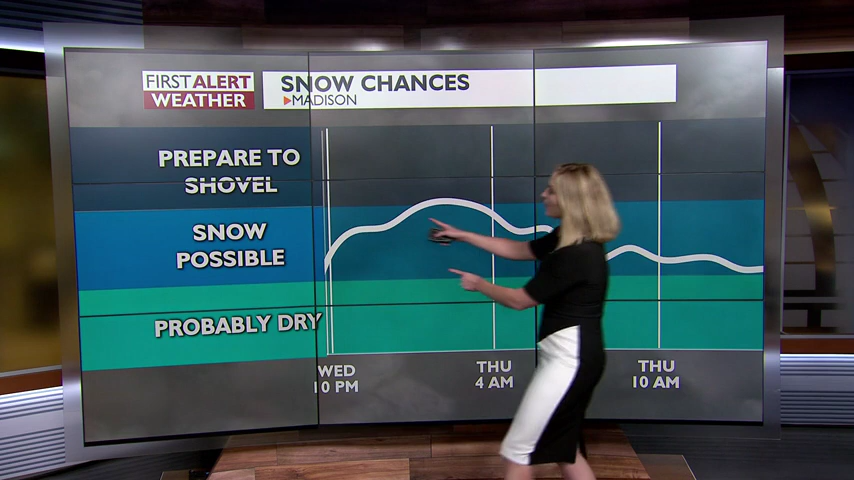 FIRST ALERT
WEATHER
SNOW CHANCES
MADISON
PREPARE TO
SHOVEL
SNOW
POSSIBLE
PROBABLY DRY
WED
10 PM
THU
4 AM
THU
10 AM